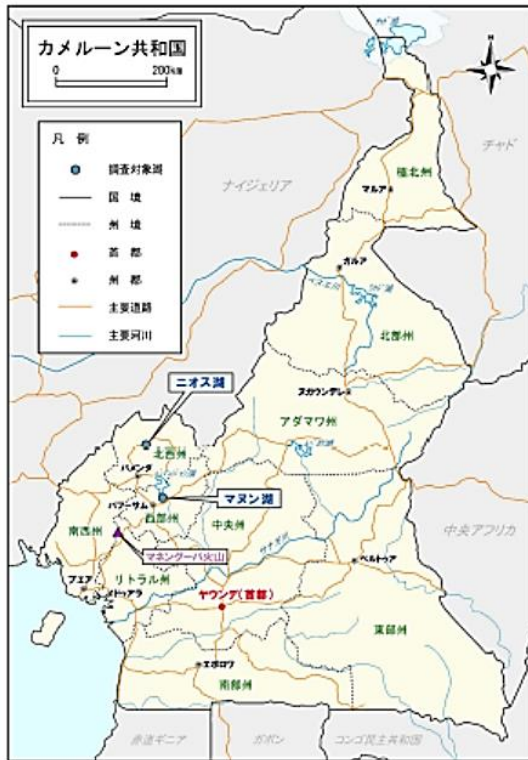 カメルーン共和国
0 200
N
凡 例
調査対象湖
国 境
州 境
首 都
州 都
主要道路
主要河川
チャド
ナイジェリア
極北州
マルア
ガルア
北部州
ヌガウンデレ
アダマワ州
ニオス湖
北西州
バメンダ
マヌン湖
バフーサム
西部州
中央州
南西州
マネングーバ火山
中央アフリカ
ベルトゥア
ブエア
リトラル州
ドゥアラ
ヤウンデ(首都)
東部州
エボロワ
南部州
赤道ギニア
ガボン
コンゴ民主共和国